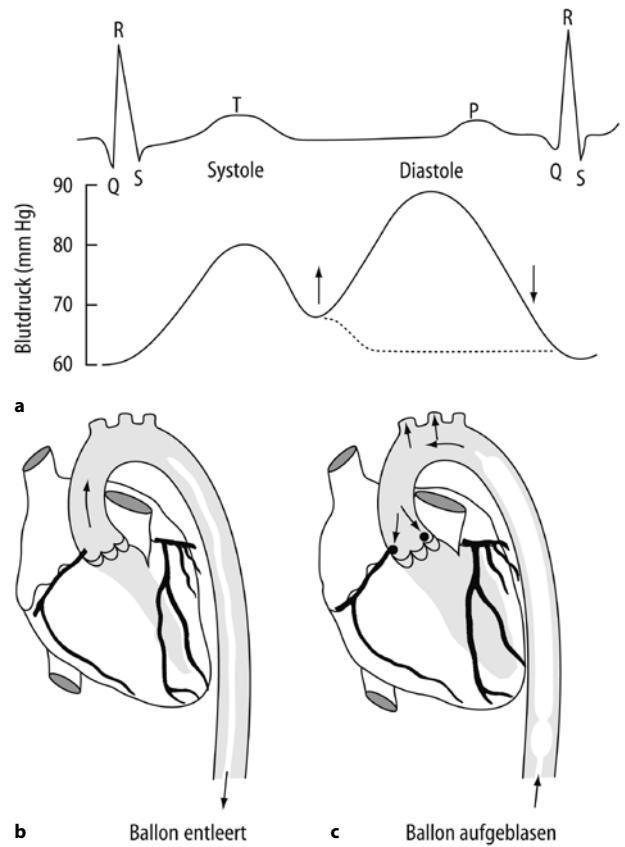 R
R
T
P
Q
S
Q
S
Systole
Diastole
Blutdruck (mm Hg)
90
80
70
60
a
b
Ballon entleert
c
Ballon aufgeblasen